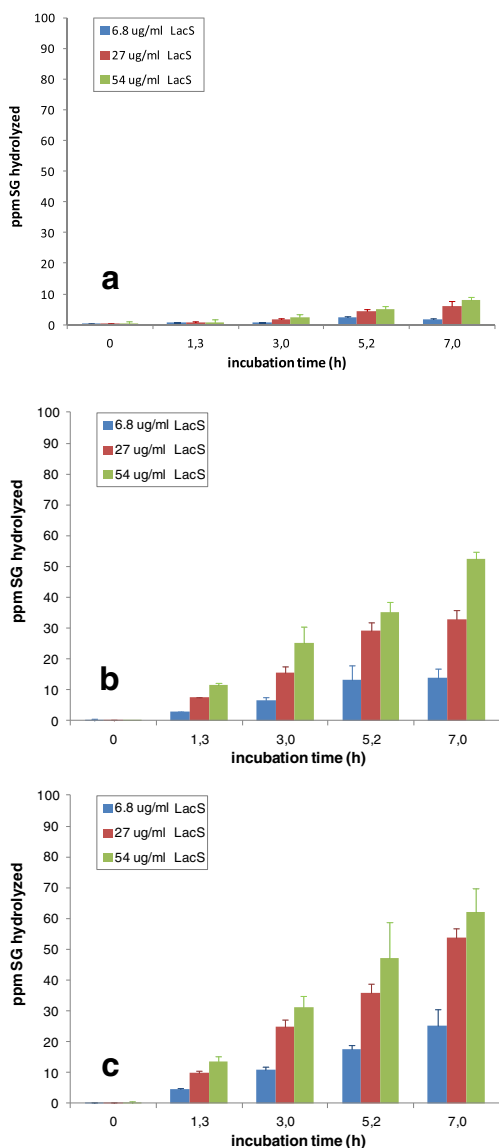 100
90
80
70
60
50
40
30
20
10
0
ppm SG hydrolyzed
6.8 ug/ml LacS
27 ug/ml LacS
54 ug/ml LacS
a
0 1,3 3,0 5,2 7,0
incubation time (h)
100
90
80
70
60
50
40
30
20
10
0
ppm SG hydrolyzed
6.8 ug/ml LacS
27 ug/ml LacS
54 ug/ml LacS
b
0 1,3 3,0 5,2 7,0
incubation time (h)
100
90
80
70
60
50
40
30
20
10
0
ppm SG hydrolyzed
6.8 ug/ml LacS
27 ug/ml LacS
54 ug/ml LacS
c
0 1,3 3,0 5,2 7,0
incubation time (h)